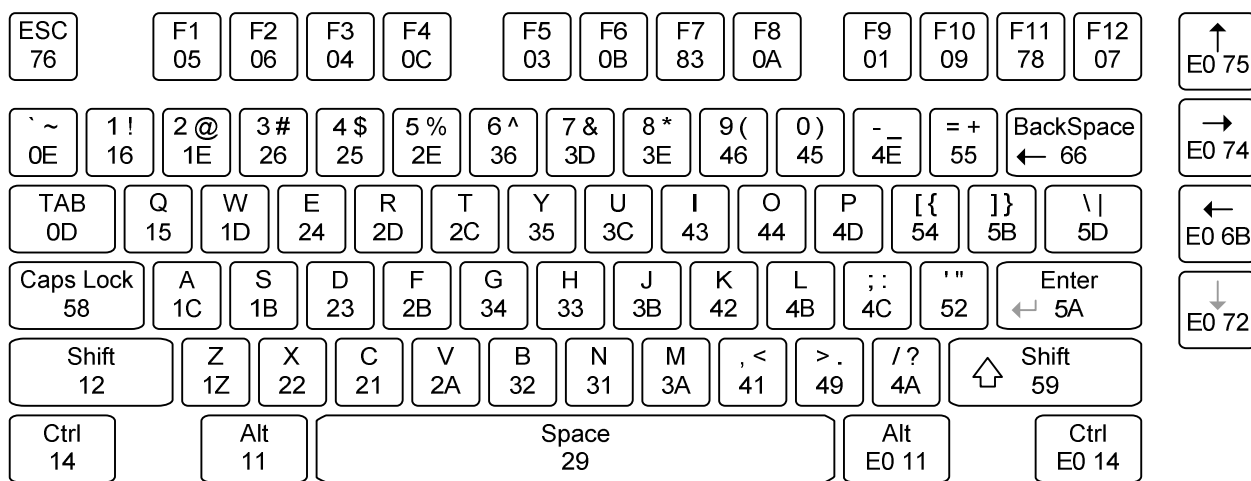 ESC F1 F2 F3 F4 F5 F6 F7 F8 F9 F10 F11 F12 ↑
76 05 06 04 0C 03 0B 83 0A 01 09 78 07 E0 75
` ~ 1 ! 2 @ 3 # 4 $ 5 % 6 ^ 7 & 8 * 9 ( 0 ) - _ = + BackSpace →
0E 16 1E 26 25 2E 36 3D 3E 46 45 4E 55 ← 66 E0 74
TAB Q W E R T Y U I O P [ { ] } \ | ←
0D 15 1D 24 2D 2C 35 3C 43 44 4D 54 5B 5D E0 6B
Caps Lock A S D F G H J K L ; : ' " Enter ↓
58 1C 1B 23 2B 34 33 3B 42 4B 4C 52 ↵ 5A E0 72
Shift Z X C V B N M , < > . / ? ⇧ Shift
12 1Z 22 21 2A 32 31 3A 41 49 4A 59
Ctrl Alt Space Alt Ctrl
14 11 29 E0 11 E0 14